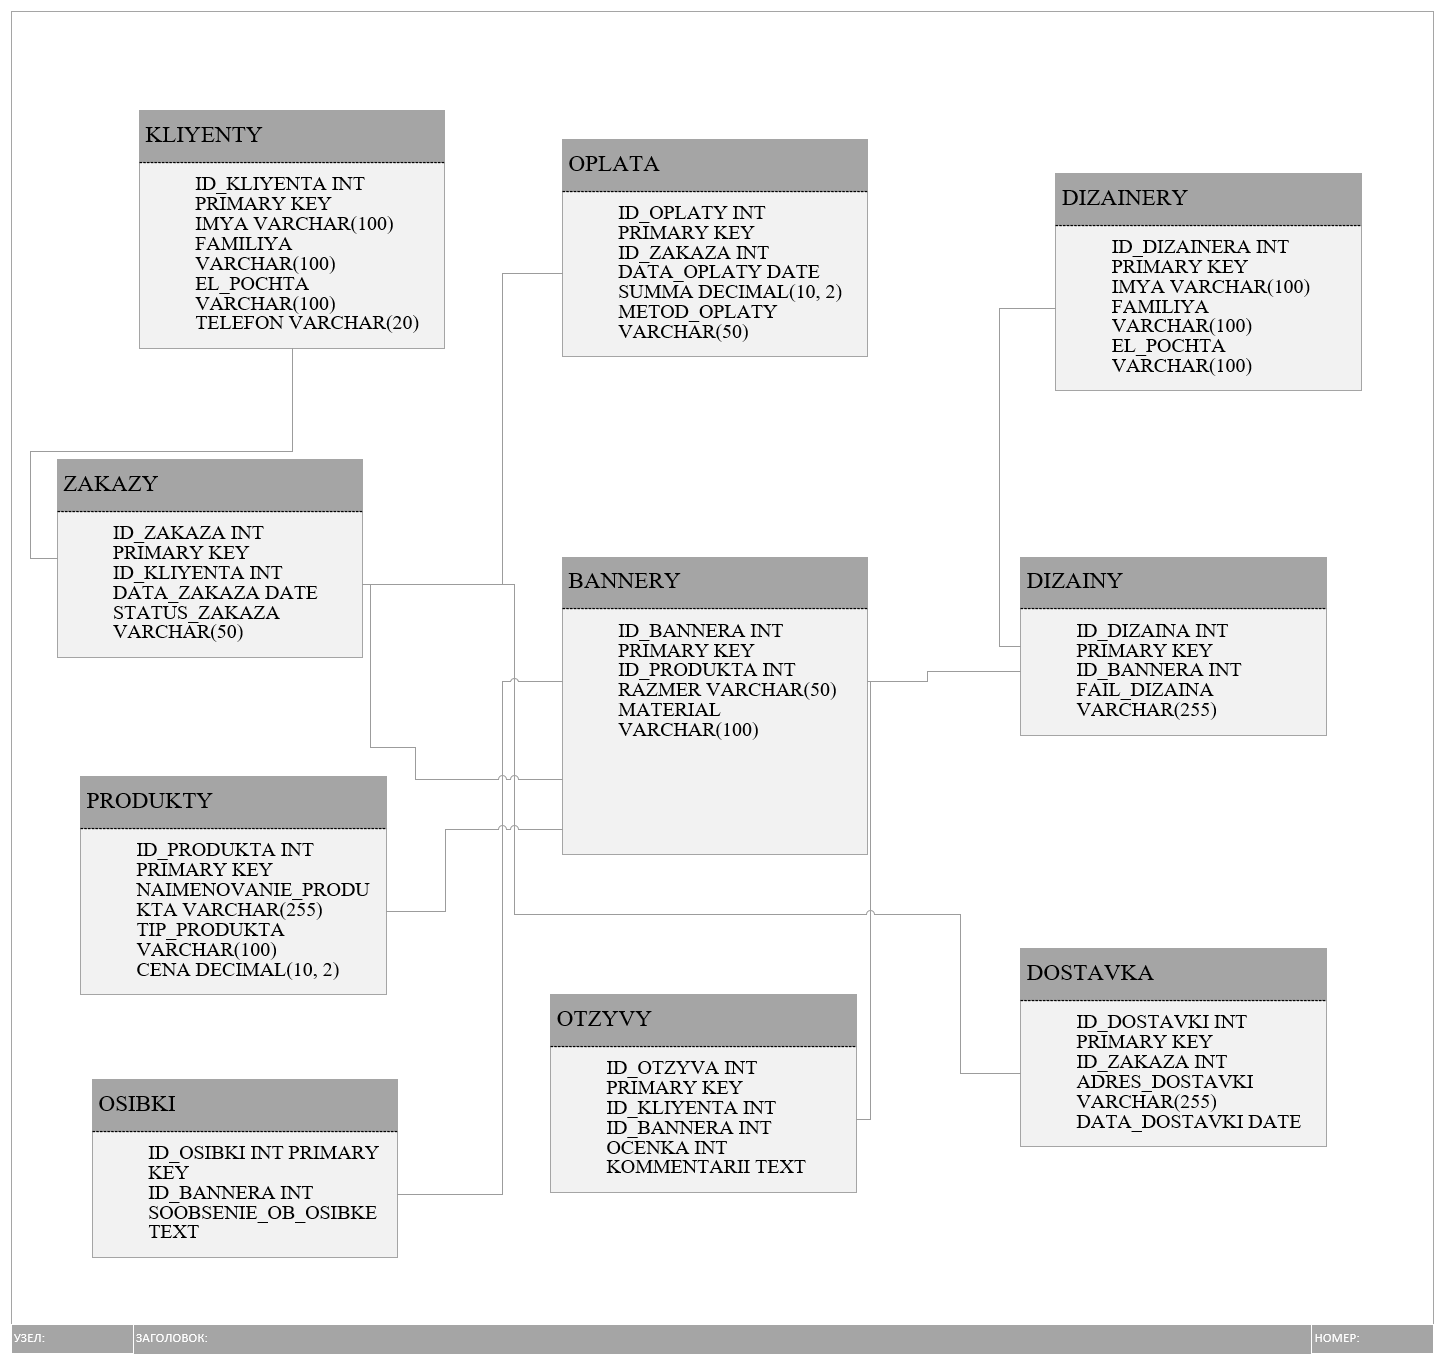 KLIYENTY
ID_KLIYENTA INT
PRIMARY KEY
IMYA VARCHAR(100)
FAMILIYA
VARCHAR(100)
EL_POCHTA
VARCHAR(100)
TELEFON VARCHAR(20)
OPLATA
ID_OPLATY INT
PRIMARY KEY
ID_ZAKAZA INT
DATA_OPLATY DATE
SUMMA DECIMAL(10, 2)
METOD_OPLATY
VARCHAR(50)
DIZAINERY
ID_DIZAINERA INT
PRIMARY KEY
IMYA VARCHAR(100)
FAMILIYA
VARCHAR(100)
EL_POCHTA
VARCHAR(100)
ZAKAZY
ID_ZAKAZA INT
PRIMARY KEY
ID_KLIYENTA INT
DATA_ZAKAZA DATE
STATUS_ZAKAZA
VARCHAR(50)
BANNERY
ID_BANNERA INT
PRIMARY KEY
ID_PRODUKTA INT
RAZMER VARCHAR(50)
MATERIAL
VARCHAR(100)
DIZAINY
ID_DIZAINA INT
PRIMARY KEY
ID_BANNERA INT
FAIL_DIZAINA
VARCHAR(255)
PRODUKTY
ID_PRODUKTA INT
PRIMARY KEY
NAIMENOVANIE_PRODU
KTA VARCHAR(255)
TIP_PRODUKTA
VARCHAR(100)
CENA DECIMAL(10, 2)
OTZYVY
ID_OTZYVA INT
PRIMARY KEY
ID_KLIYENTA INT
ID_BANNERA INT
OCENKA INT
KOMMENTARII TEXT
DOSTAVKA
ID_DOSTAVKI INT
PRIMARY KEY
ID_ZAKAZA INT
ADRES_DOSTAVKI
VARCHAR(255)
DATA_DOSTAVKI DATE
OSIBKI
ID_OSIBKI INT PRIMARY
KEY
ID_BANNERA INT
SOOBSENIE_OB_OSIBKE
TEXT
УЗЕЛ:
ЗАГОЛОВОК:
НОМЕР: